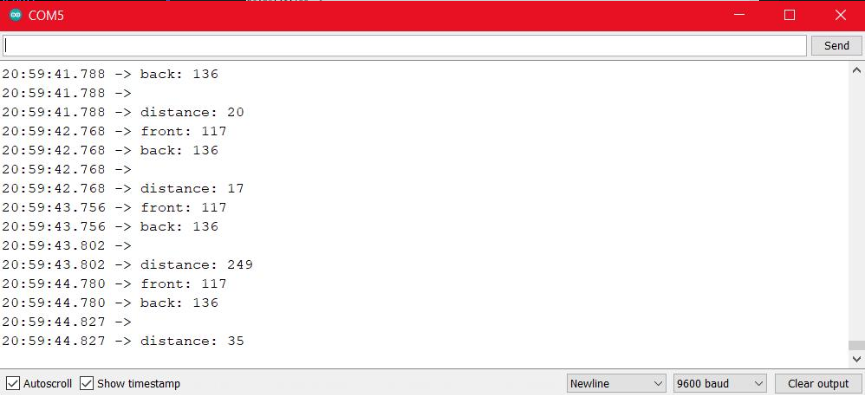 COM5
Send
20:59:41.788 -> back: 136
20:59:41.788 ->
20:59:41.788 -> distance: 20
20:59:42.768 -> front: 117
20:59:42.768 -> back: 136
20:59:42.768 ->
20:59:42.768 -> distance: 17
20:59:43.756 -> front: 117
20:59:43.756 -> back: 136
20:59:43.802 ->
20:59:43.802 -> distance: 249
20:59:44.780 -> front: 117
20:59:44.780 -> back: 136
20:59:44.827 ->
20:59:44.827 -> distance: 35
Autoscroll Show timestamp Newline 9600 baud Clear output